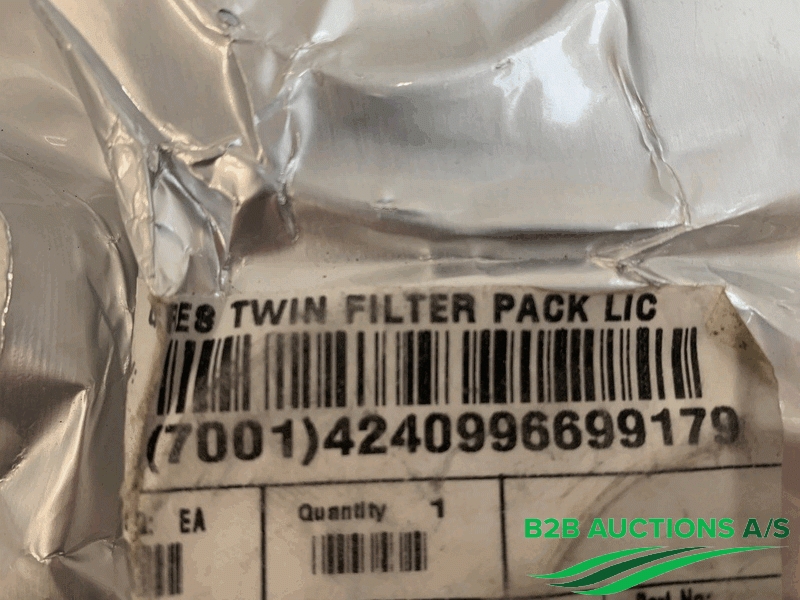 TWIN FILTER PACK LIC
(7001)4240996699179
EA
Quantity 1
B2B AUCTIONS A/S